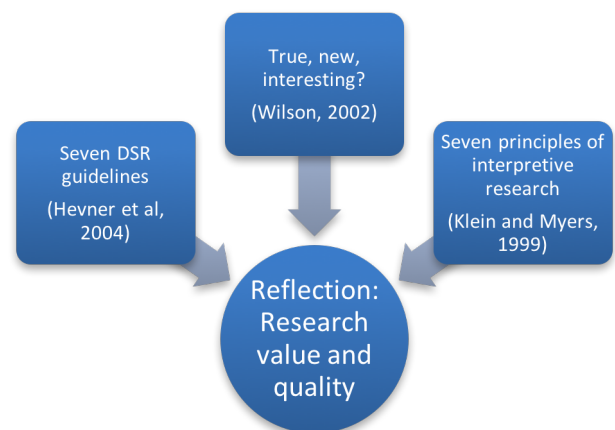 True, new,
interesting?
(Wilson, 2002)
Seven DSR
guidelines
(Hevner et al,
2004)
Seven principles of
interpretive
research
(Klein and Myers,
1999)
Reflection:
Research
value and
quality